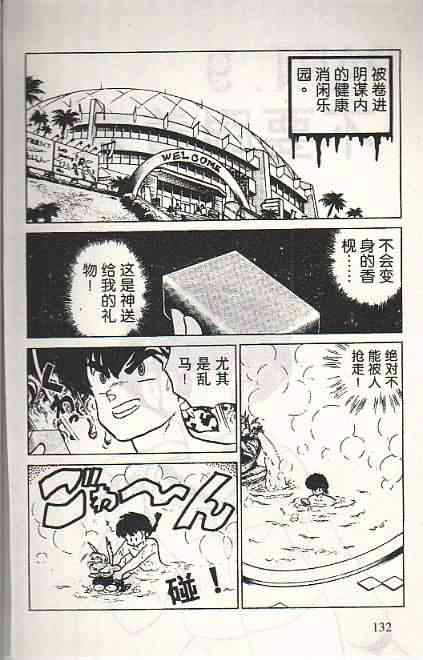 被卷进
阴谋内
的健康
消闲乐
园。
WELCOME
不会变
身的香
枧……
这是神送
给我的礼
物！
绝对不
能被人
抢走！
尤其
是乱
马！
ごわ〜〜ん
碰！
132